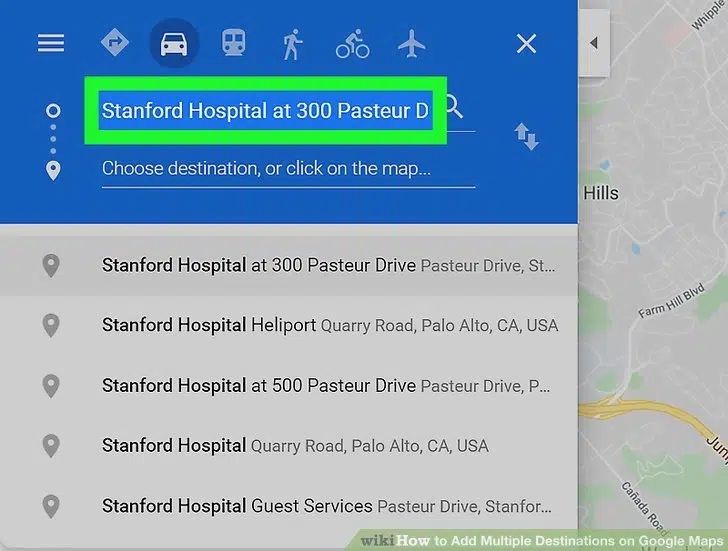 Stanford Hospital at 300 Pasteur D
Choose destination, or click on the map...
Stanford Hospital at 300 Pasteur Drive Pasteur Drive, St...
Stanford Hospital Heliport Quarry Road, Palo Alto, CA, USA
Stanford Hospital at 500 Pasteur Drive Pasteur Drive, P...
Stanford Hospital Quarry Road, Palo Alto, CA, USA
Stanford Hospital Guest Services Pasteur Drive, Stanfor...
Whipple
Hills
Farm Hill Blvd
Cañada Road
wikiHow to Add Multiple Destinations on Google Maps